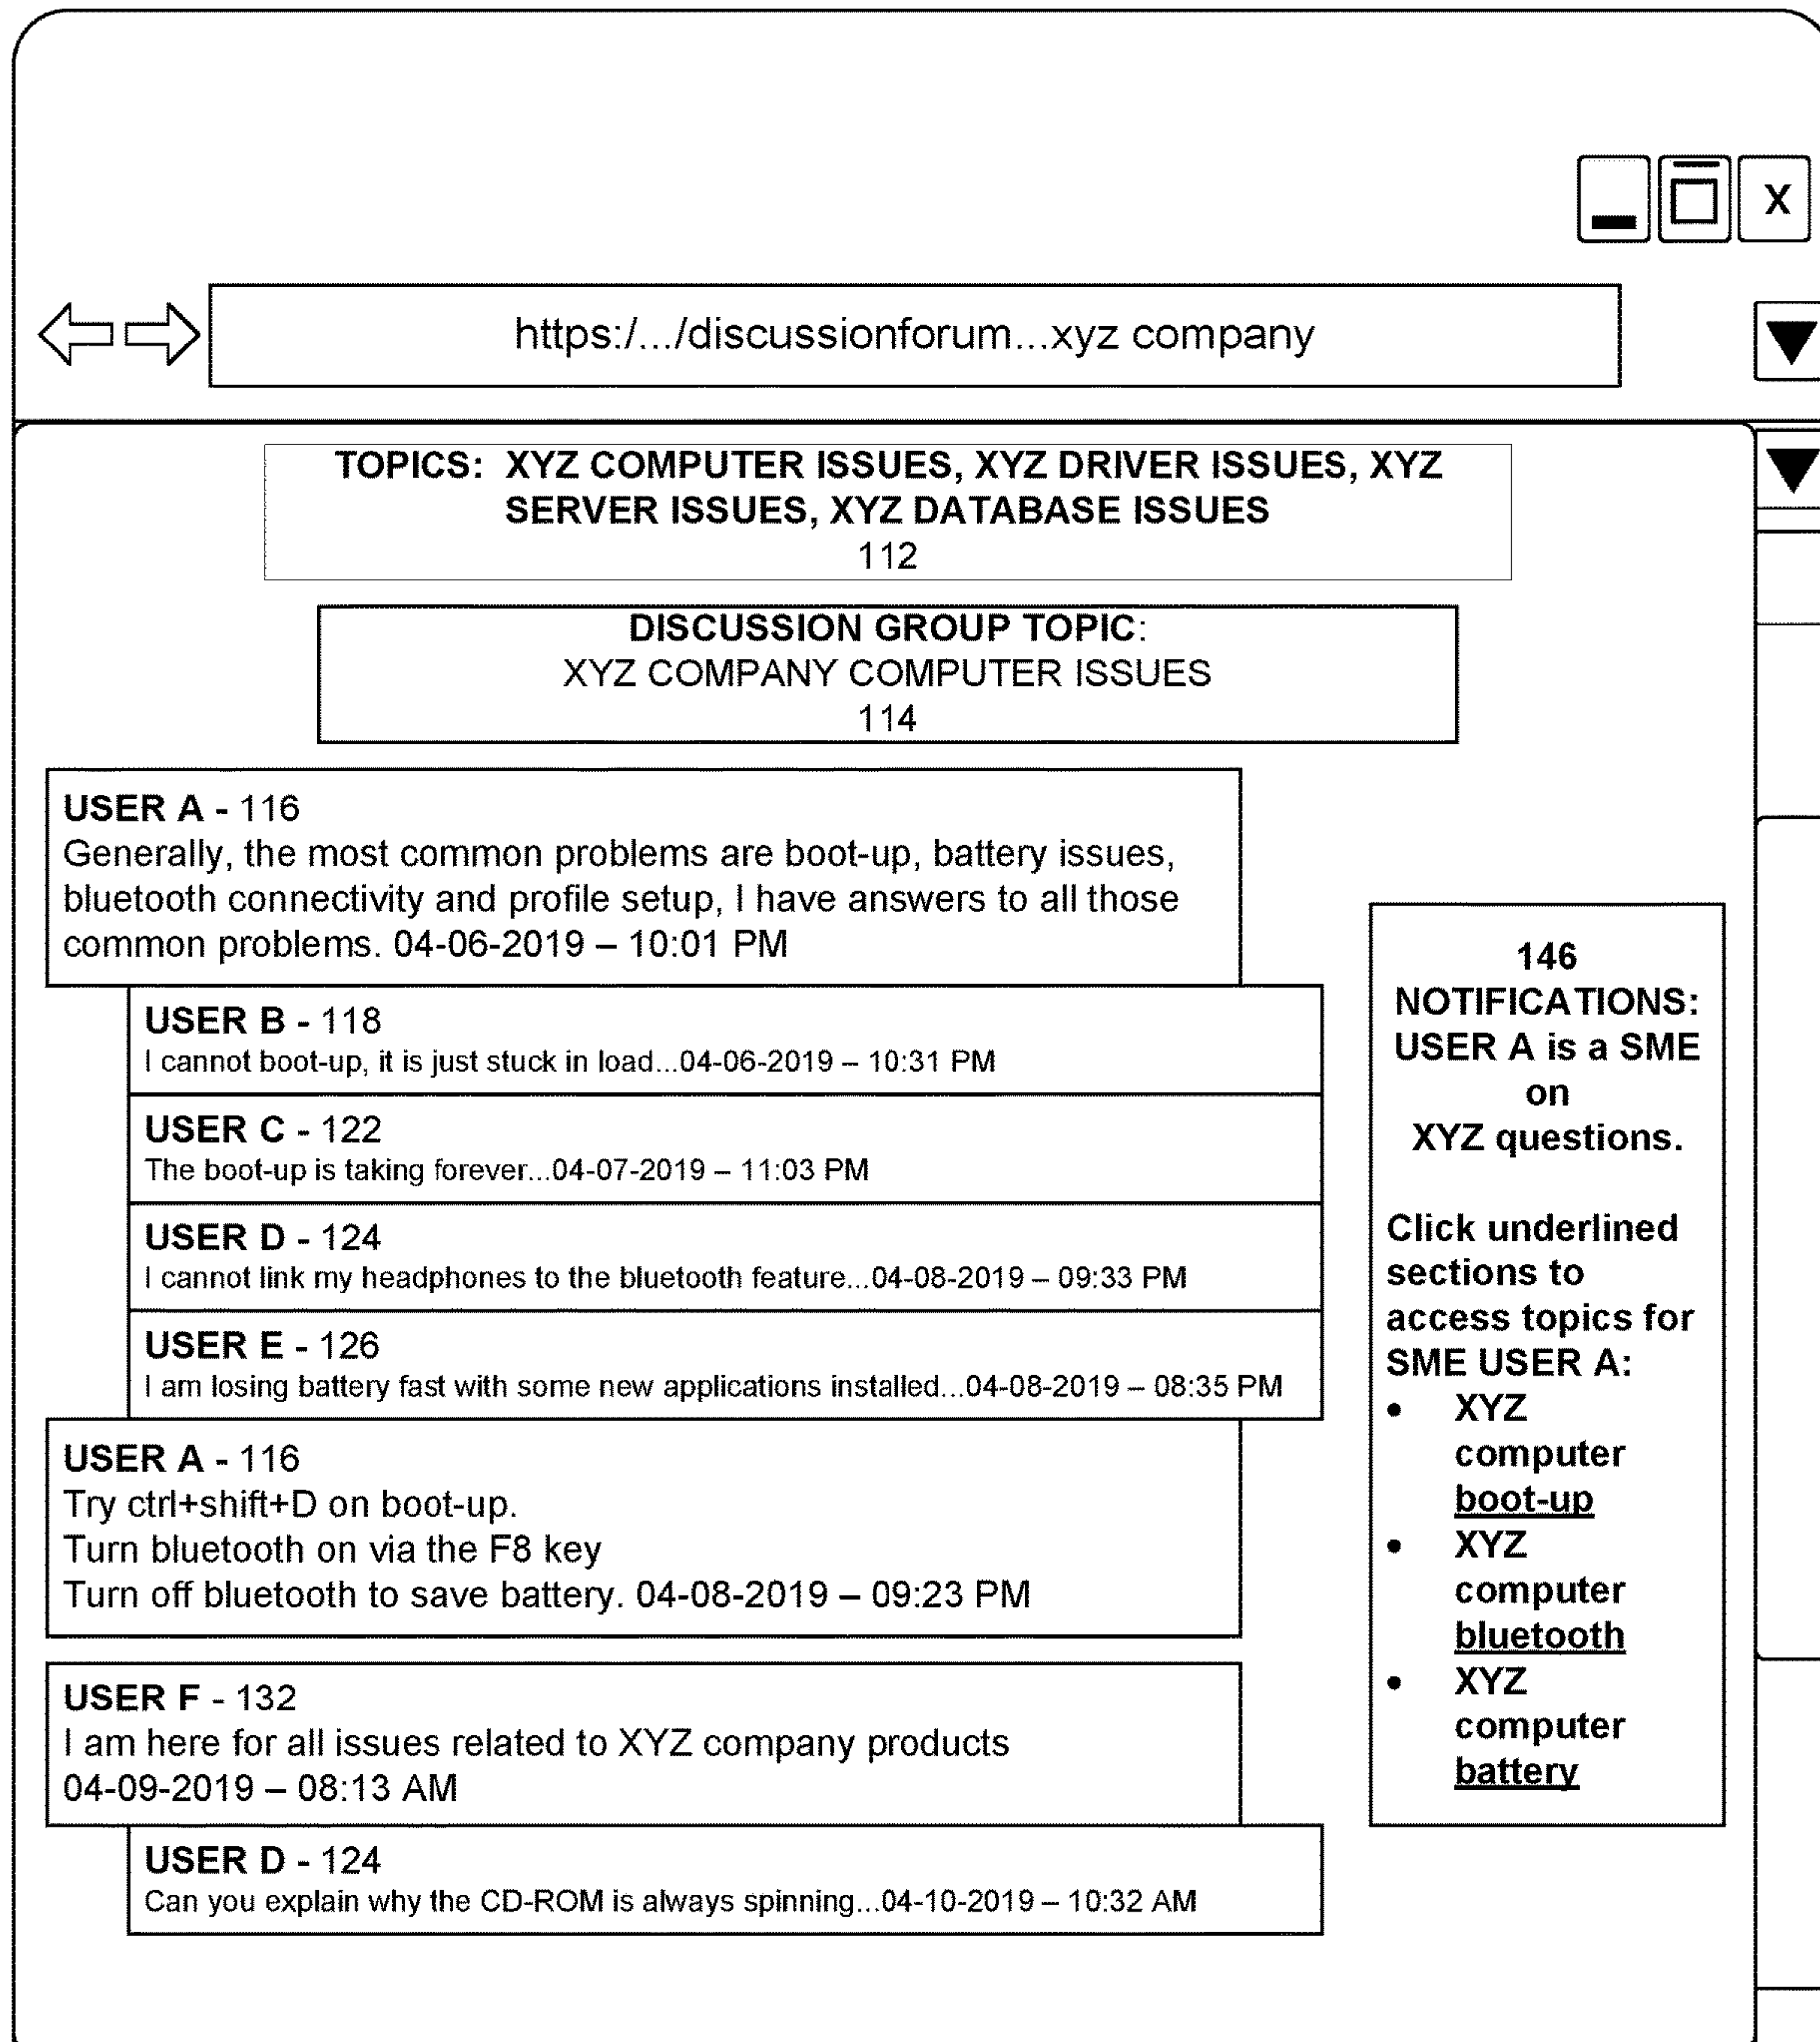 X
https:/.../discussionforum...xyz company
TOPICS: XYZ COMPUTER ISSUES, XYZ DRIVER ISSUES, XYZ
SERVER ISSUES, XYZ DATABASE ISSUES
112
DISCUSSION GROUP TOPIC:
XYZ COMPANY COMPUTER ISSUES
114
USER A - 116
Generally, the most common problems are boot-up, battery issues,
bluetooth connectivity and profile setup, I have answers to all those
common problems. 04-06-2019 – 10:01 PM
USER B - 118
I cannot boot-up, it is just stuck in load...04-06-2019 – 10:31 PM
USER C - 122
The boot-up is taking forever...04-07-2019 – 11:03 PM
USER D - 124
I cannot link my headphones to the bluetooth feature...04-08-2019 – 09:33 PM
USER E - 126
I am losing battery fast with some new applications installed...04-08-2019 – 08:35 PM
USER A - 116
Try ctrl+shift+D on boot-up.
Turn bluetooth on via the F8 key
Turn off bluetooth to save battery. 04-08-2019 – 09:23 PM
USER F - 132
I am here for all issues related to XYZ company products
04-09-2019 – 08:13 AM
USER D - 124
Can you explain why the CD-ROM is always spinning...04-10-2019 – 10:32 AM
146
NOTIFICATIONS:
USER A is a SME
on
XYZ questions.
Click underlined
sections to
access topics for
SME USER A:
• XYZ
computer
boot-up
• XYZ
computer
bluetooth
• XYZ
computer
battery